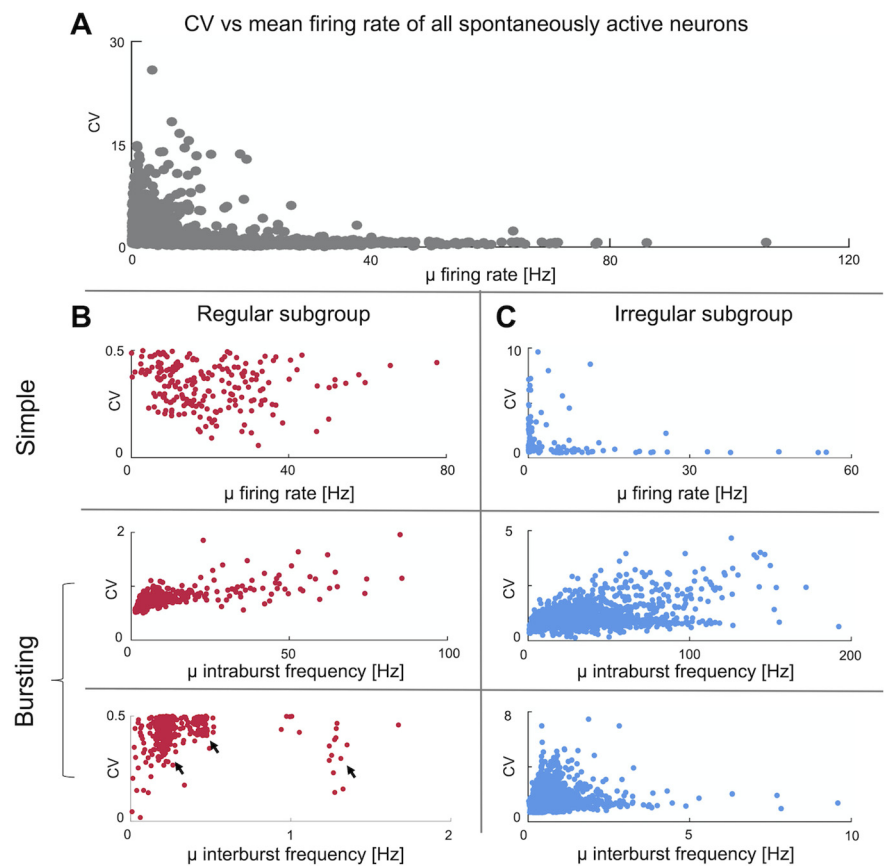 A CV vs mean firing rate of all spontaneously active neurons
30
15
0
CV
0 40 80 120
µ firing rate [Hz]
B Regular subgroup
C Irregular subgroup
Simple
0.5
0
CV
0 40 80
µ firing rate [Hz]
10
5
0
CV
0 30 60
µ firing rate [Hz]
Bursting
2
1
0
CV
0 50 100
µ intraburst frequency [Hz]
5
0
CV
0 100 200
µ intraburst frequency [Hz]
0.5
0
CV
0 1 2
µ interburst frequency [Hz]
8
4
0
CV
0 5 10
µ interburst frequency [Hz]